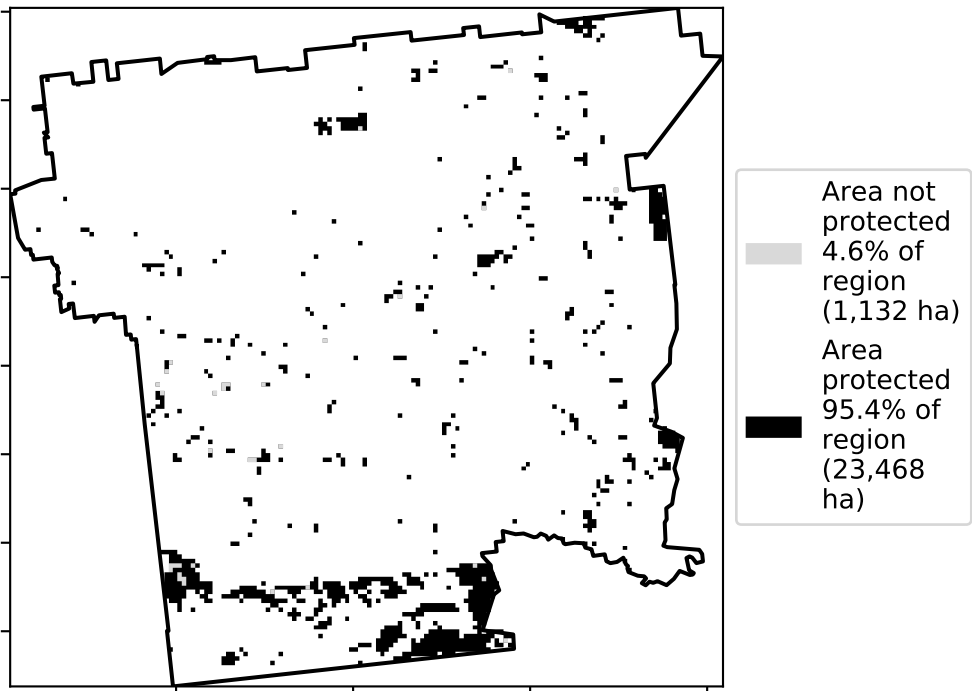 Area not
protected
4.6% of
region
(1,132 ha)
Area
protected
95.4% of
region
(23,468
ha)